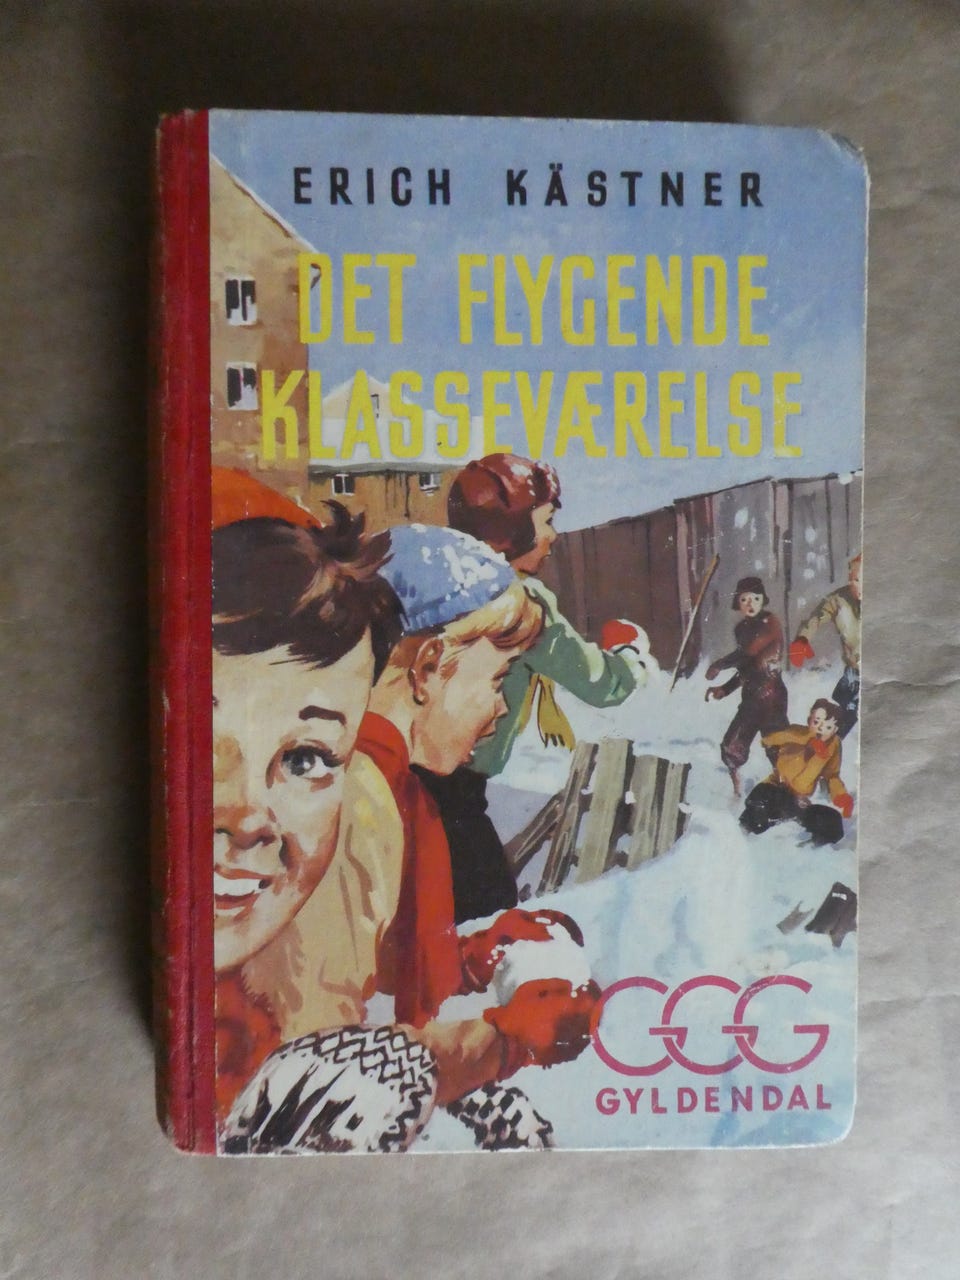 ERICH KÄSTNER
DET FLYGENDE
KLASSEVÆRELSE
GGG
GYLDENDAL